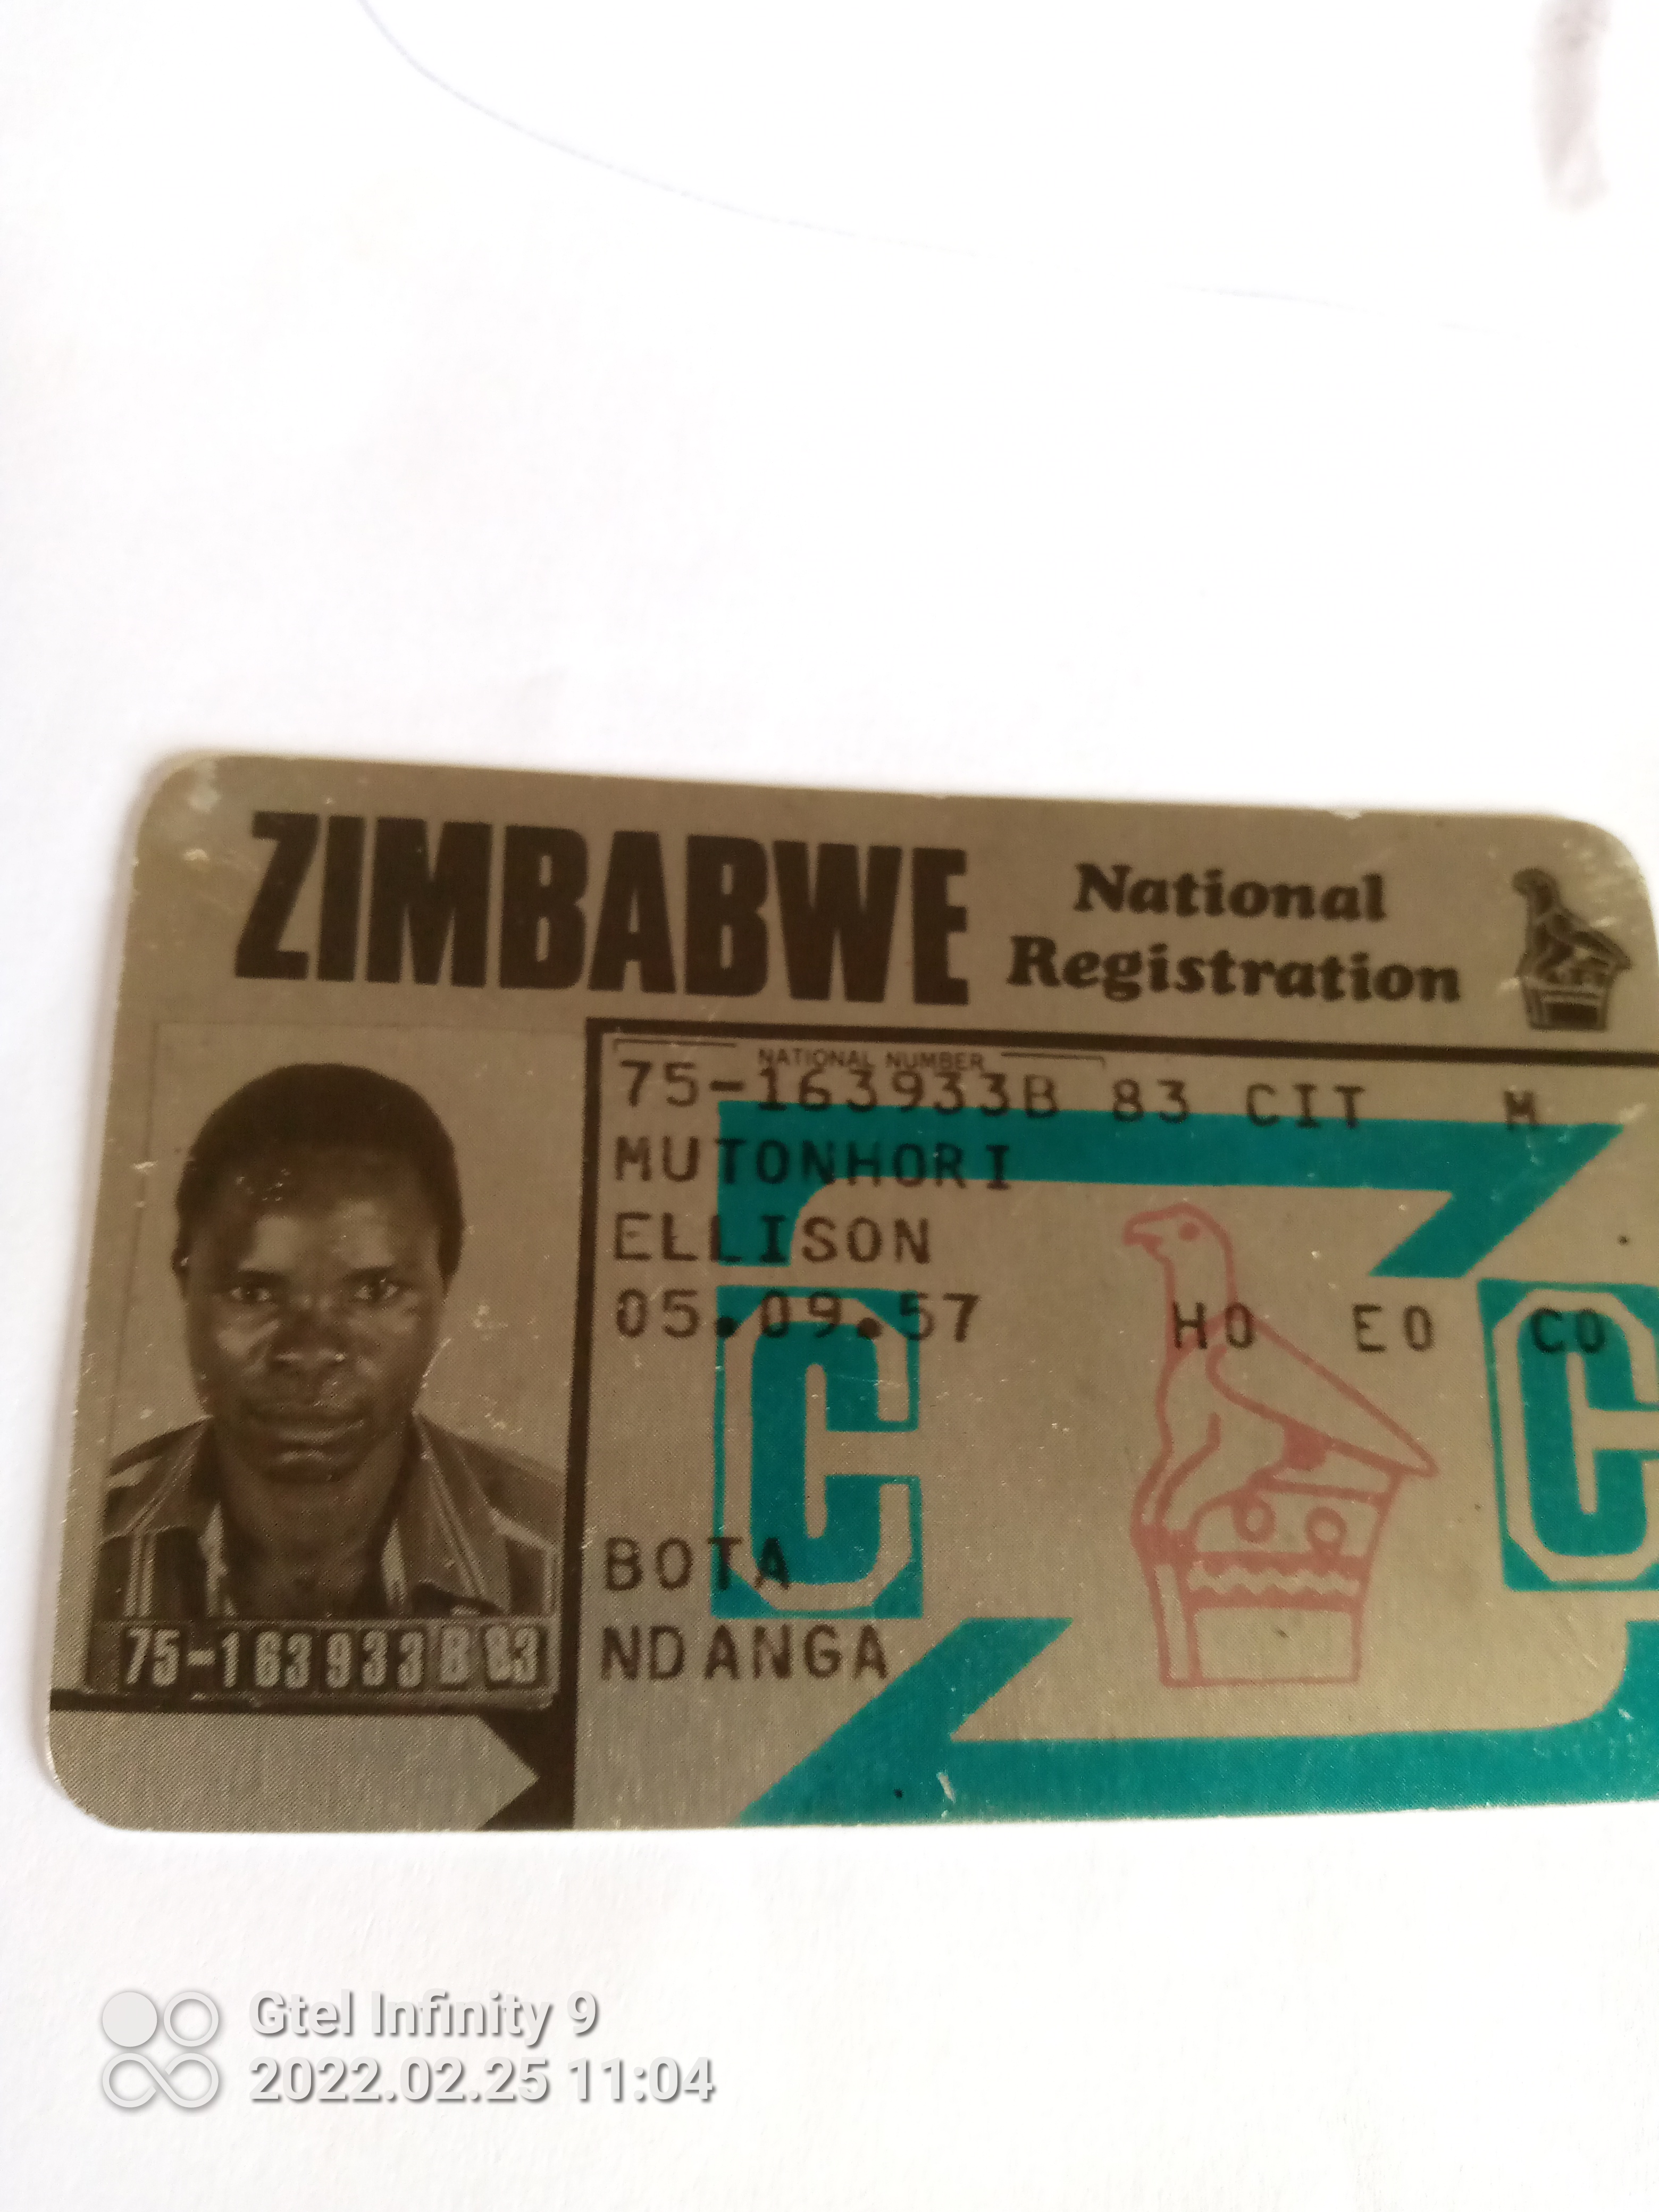 ZIMBABWE
National
Registration
NATIONAL NUMBER
75-163933B 83 CIT M
MUTONHORI
ELLISON
05.09.57 HO EO CO
C C
BOTA
NDANGA
75-163933B83
Gtel Infinity 9
2022.02.25 11:04